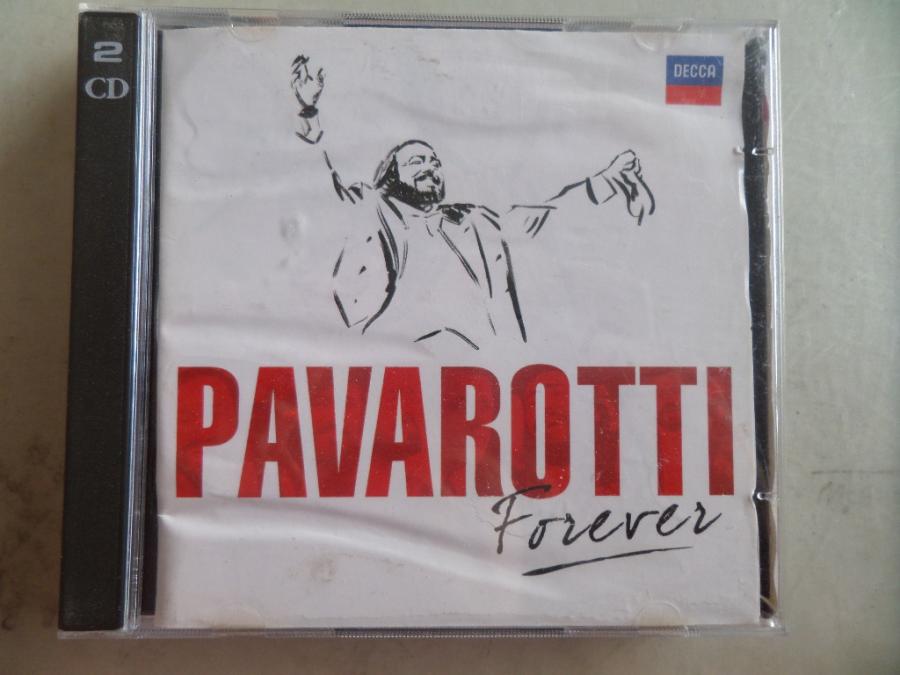 2
CD
DECCA
PAVAROTTI
Forever